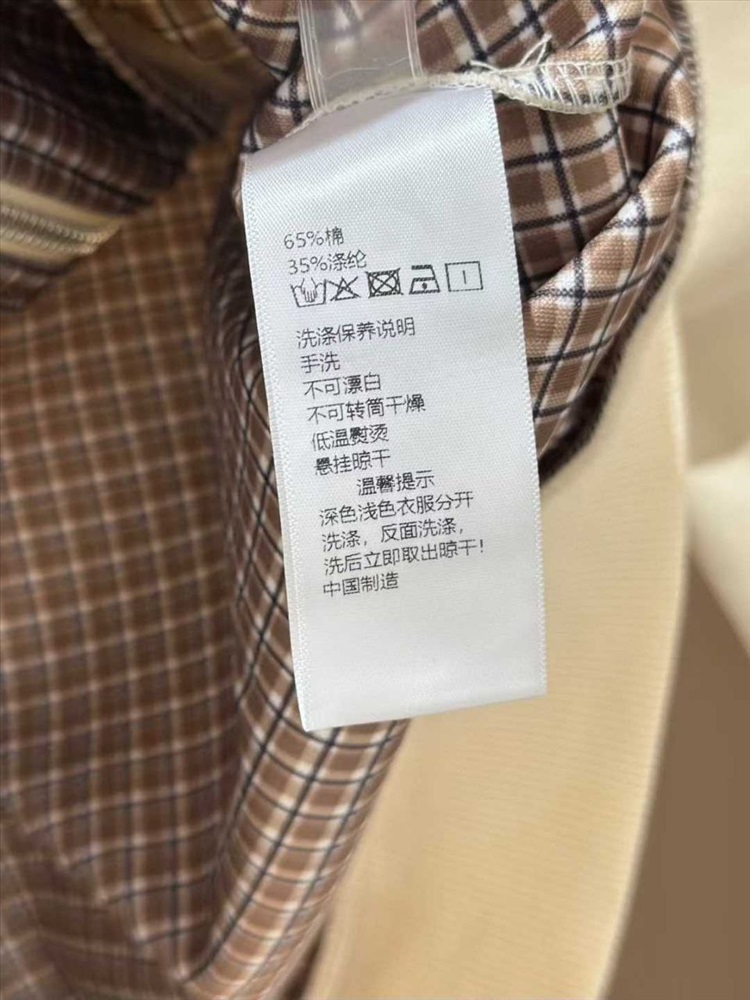 65%棉
35%涤纶
洗涤保养说明
手洗
不可漂白
不可转筒干燥
低温熨烫
悬挂晾干
温馨提示
深色浅色衣服分开
洗涤，反面洗涤，
洗后立即取出晾干！
中国制造